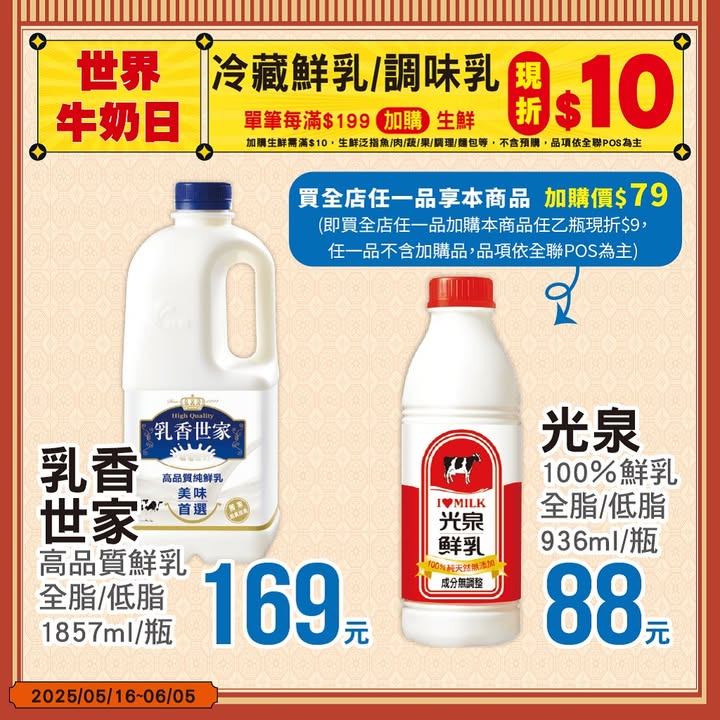 世界
牛奶日
冷藏鮮乳/調味乳
現折$10
單筆每滿$199 加購 生鮮
加購生鮮需滿$10，生鮮泛指魚/肉/蔬/果/調理/麵包等，不含預購，品項依全聯POS為主
買全店任一品享本商品 加購價$79
(即買全店任一品加購本商品任乙瓶現折$9，
任一品不含加購品，品項依全聯POS為主)
High Quality
乳香世家
高品質純鮮乳
美味
首選
乳香
世家
高品質鮮乳
全脂/低脂
1857ml/瓶
169元
I♥MILK
光泉
鮮乳
100%純天然無添加
成分無調整
光泉
100%鮮乳
全脂/低脂
936ml/瓶
88元
2025/05/16~06/05